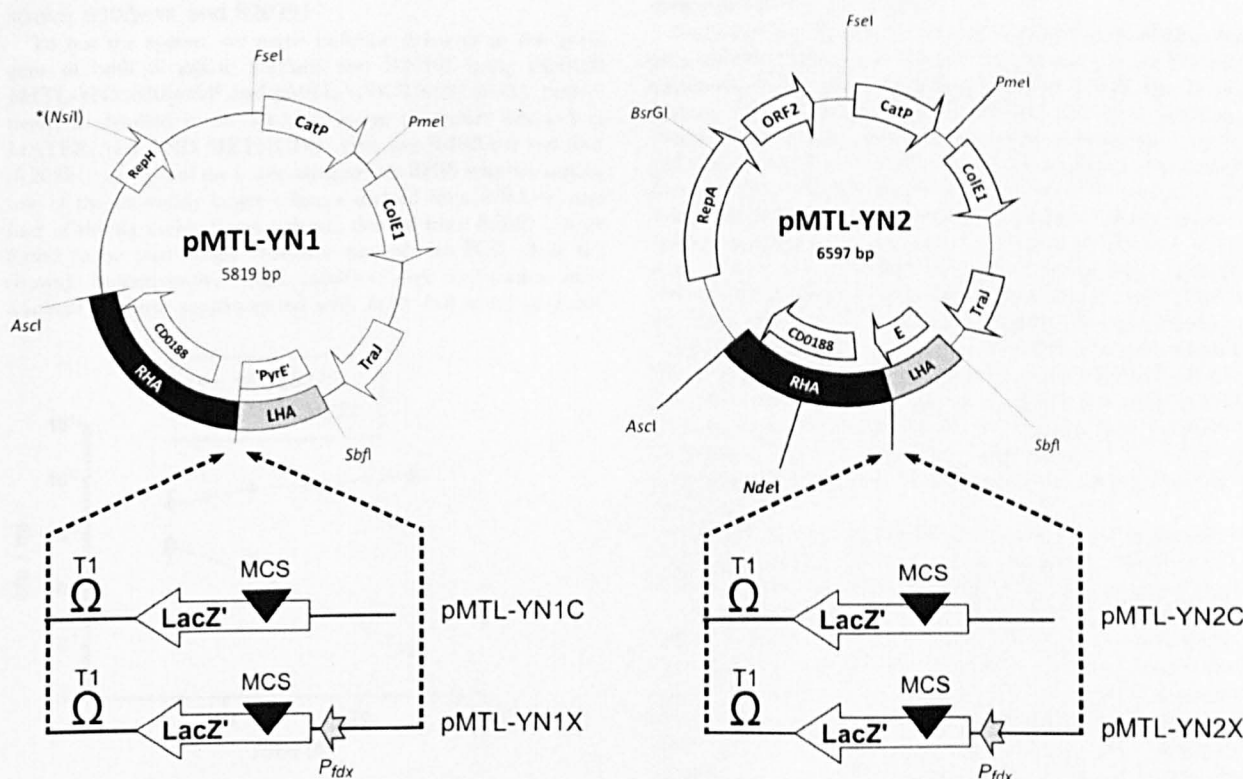 FseI
CatP
PmeI
*(NsiI)
RepH
ColE1
pMTL-YN1
5819 bp
AscI
CD0188
RHA
'PyrE'
LHA
TraJ
SbfI
T1
MCS
LacZ'
pMTL-YN1C
T1
MCS
LacZ'
Pfdx
pMTL-YN1X
FseI
CatP
PmeI
ORF2
BsrGI
RepA
ColE1
pMTL-YN2
6597 bp
TraJ
E
CD0188
LHA
RHA
AscI
NdeI
SbfI
T1
MCS
LacZ'
pMTL-YN2C
T1
MCS
LacZ'
Pfdx
pMTL-YN2X